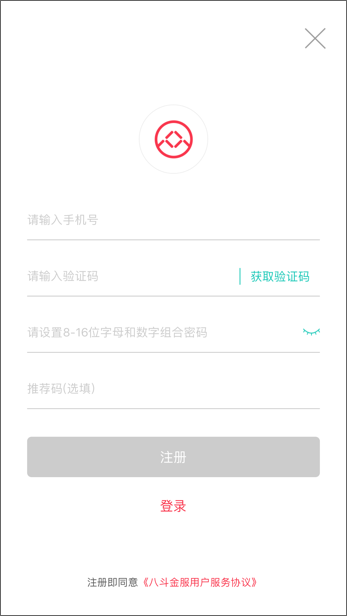 请输入手机号
请输入验证码 获取验证码
请设置8-16位字母和数字组合密码
推荐码(选填)
注册
登录
注册即同意《八斗金服用户服务协议》